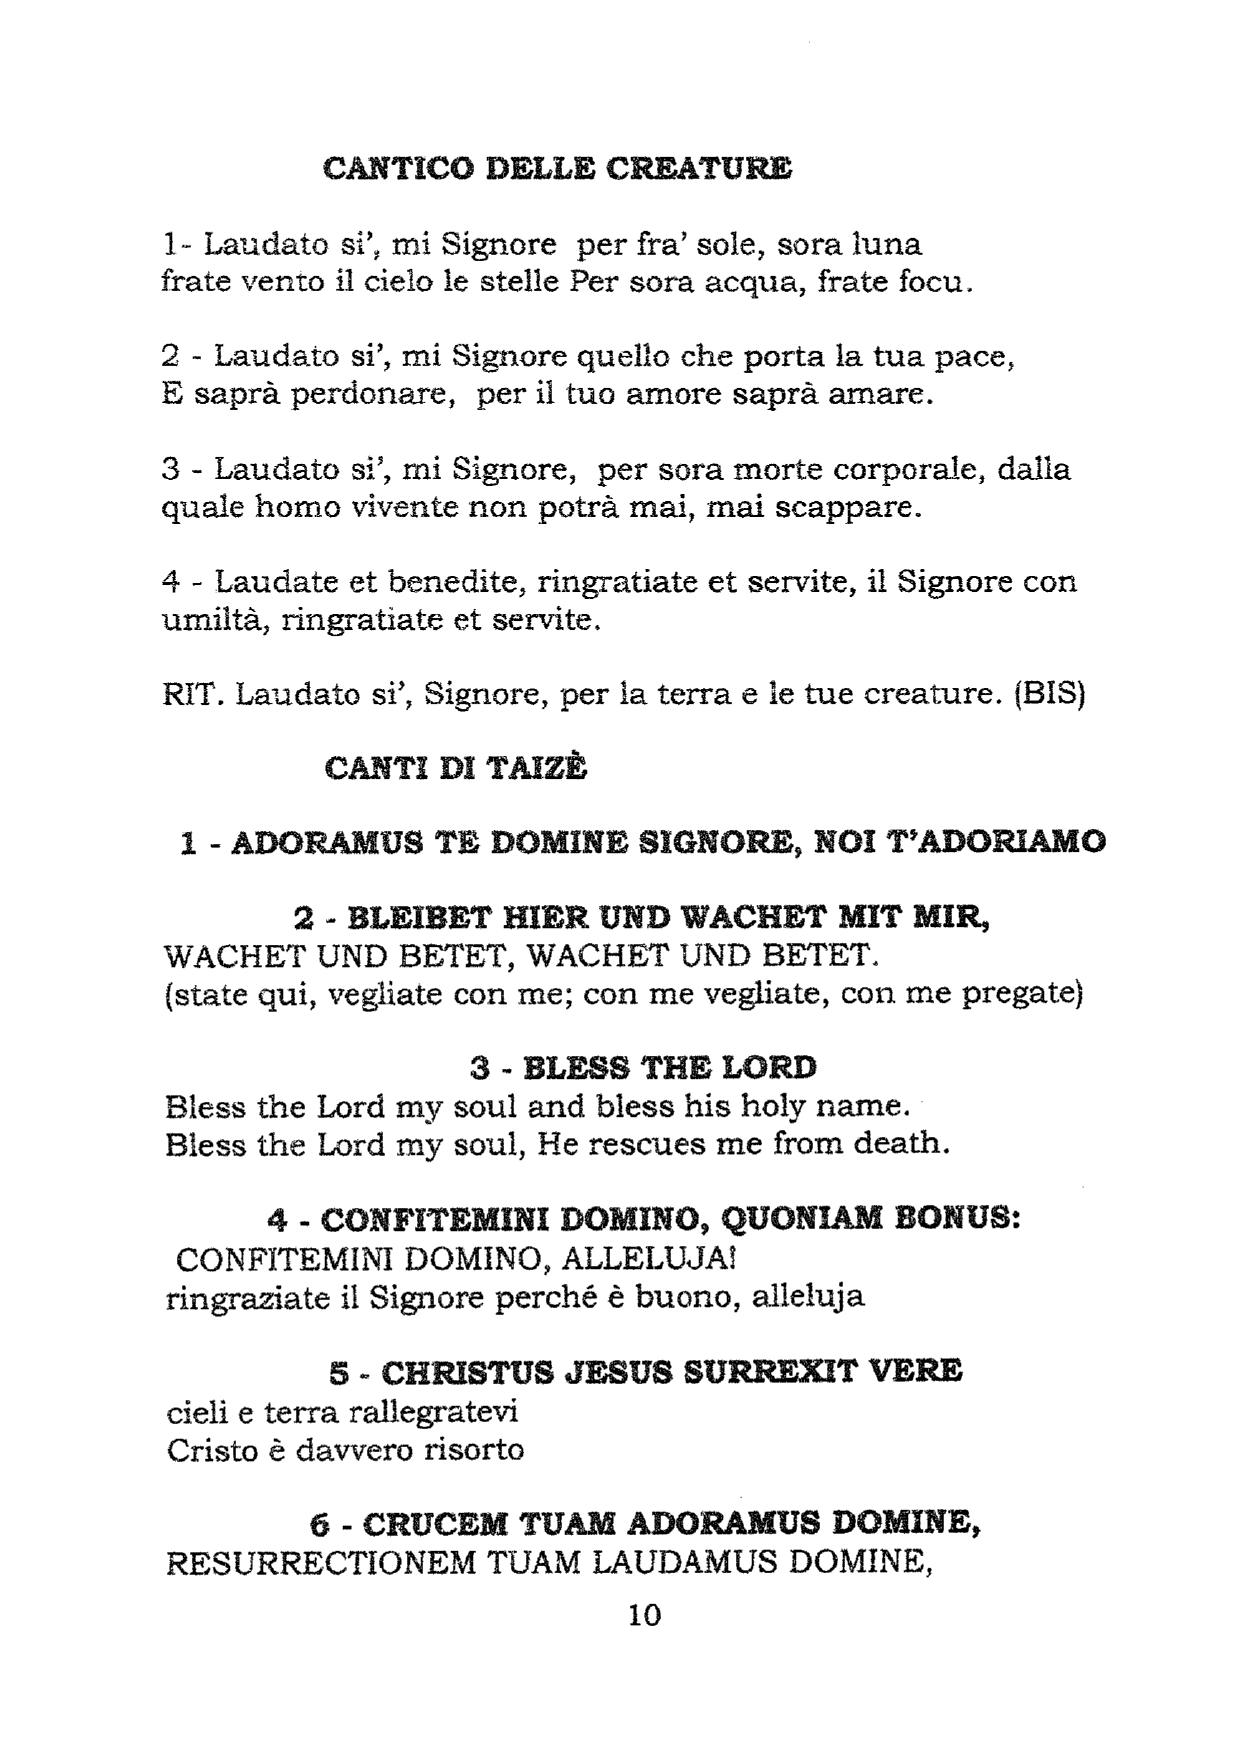 CANTICO DELLE CREATURE
1- Laudato si', mi Signore per fra' sole, sora luna
frate vento il cielo le stelle Per sora acqua, frate focu.
2 - Laudato si', mi Signore quello che porta la tua pace,
E saprà perdonare, per il tuo amore saprà amare.
3 - Laudato si', mi Signore, per sora morte corporale, dalla
quale homo vivente non potrà mai, mai scappare.
4 - Laudate et benedite, ringratiate et servite, il Signore con
umiltà, ringratiate et servite.
RIT. Laudato si', Signore, per la terra e le tue creature. (BIS)
CANTI DI TAIZÈ
1 - ADORAMUS TE DOMINE SIGNORE, NOI T'ADORIAMO
2 - BLEIBET HIER UND WACHET MIT MIR,
WACHET UND BETET, WACHET UND BETET.
(state qui, vegliate con me; con me vegliate, con me pregate)
3 - BLESS THE LORD
Bless the Lord my soul and bless his holy name.
Bless the Lord my soul, He rescues me from death.
4 - CONFITEMINI DOMINO, QUONIAM BONUS:
CONFITEMINI DOMINO, ALLELUJA!
ringraziate il Signore perché è buono, alleluja
5 - CHRISTUS JESUS SURREXIT VERE
cieli e terra rallegratevi
Cristo è davvero risorto
6 - CRUCEM TUAM ADORAMUS DOMINE,
RESURRECTIONEM TUAM LAUDAMUS DOMINE,
10